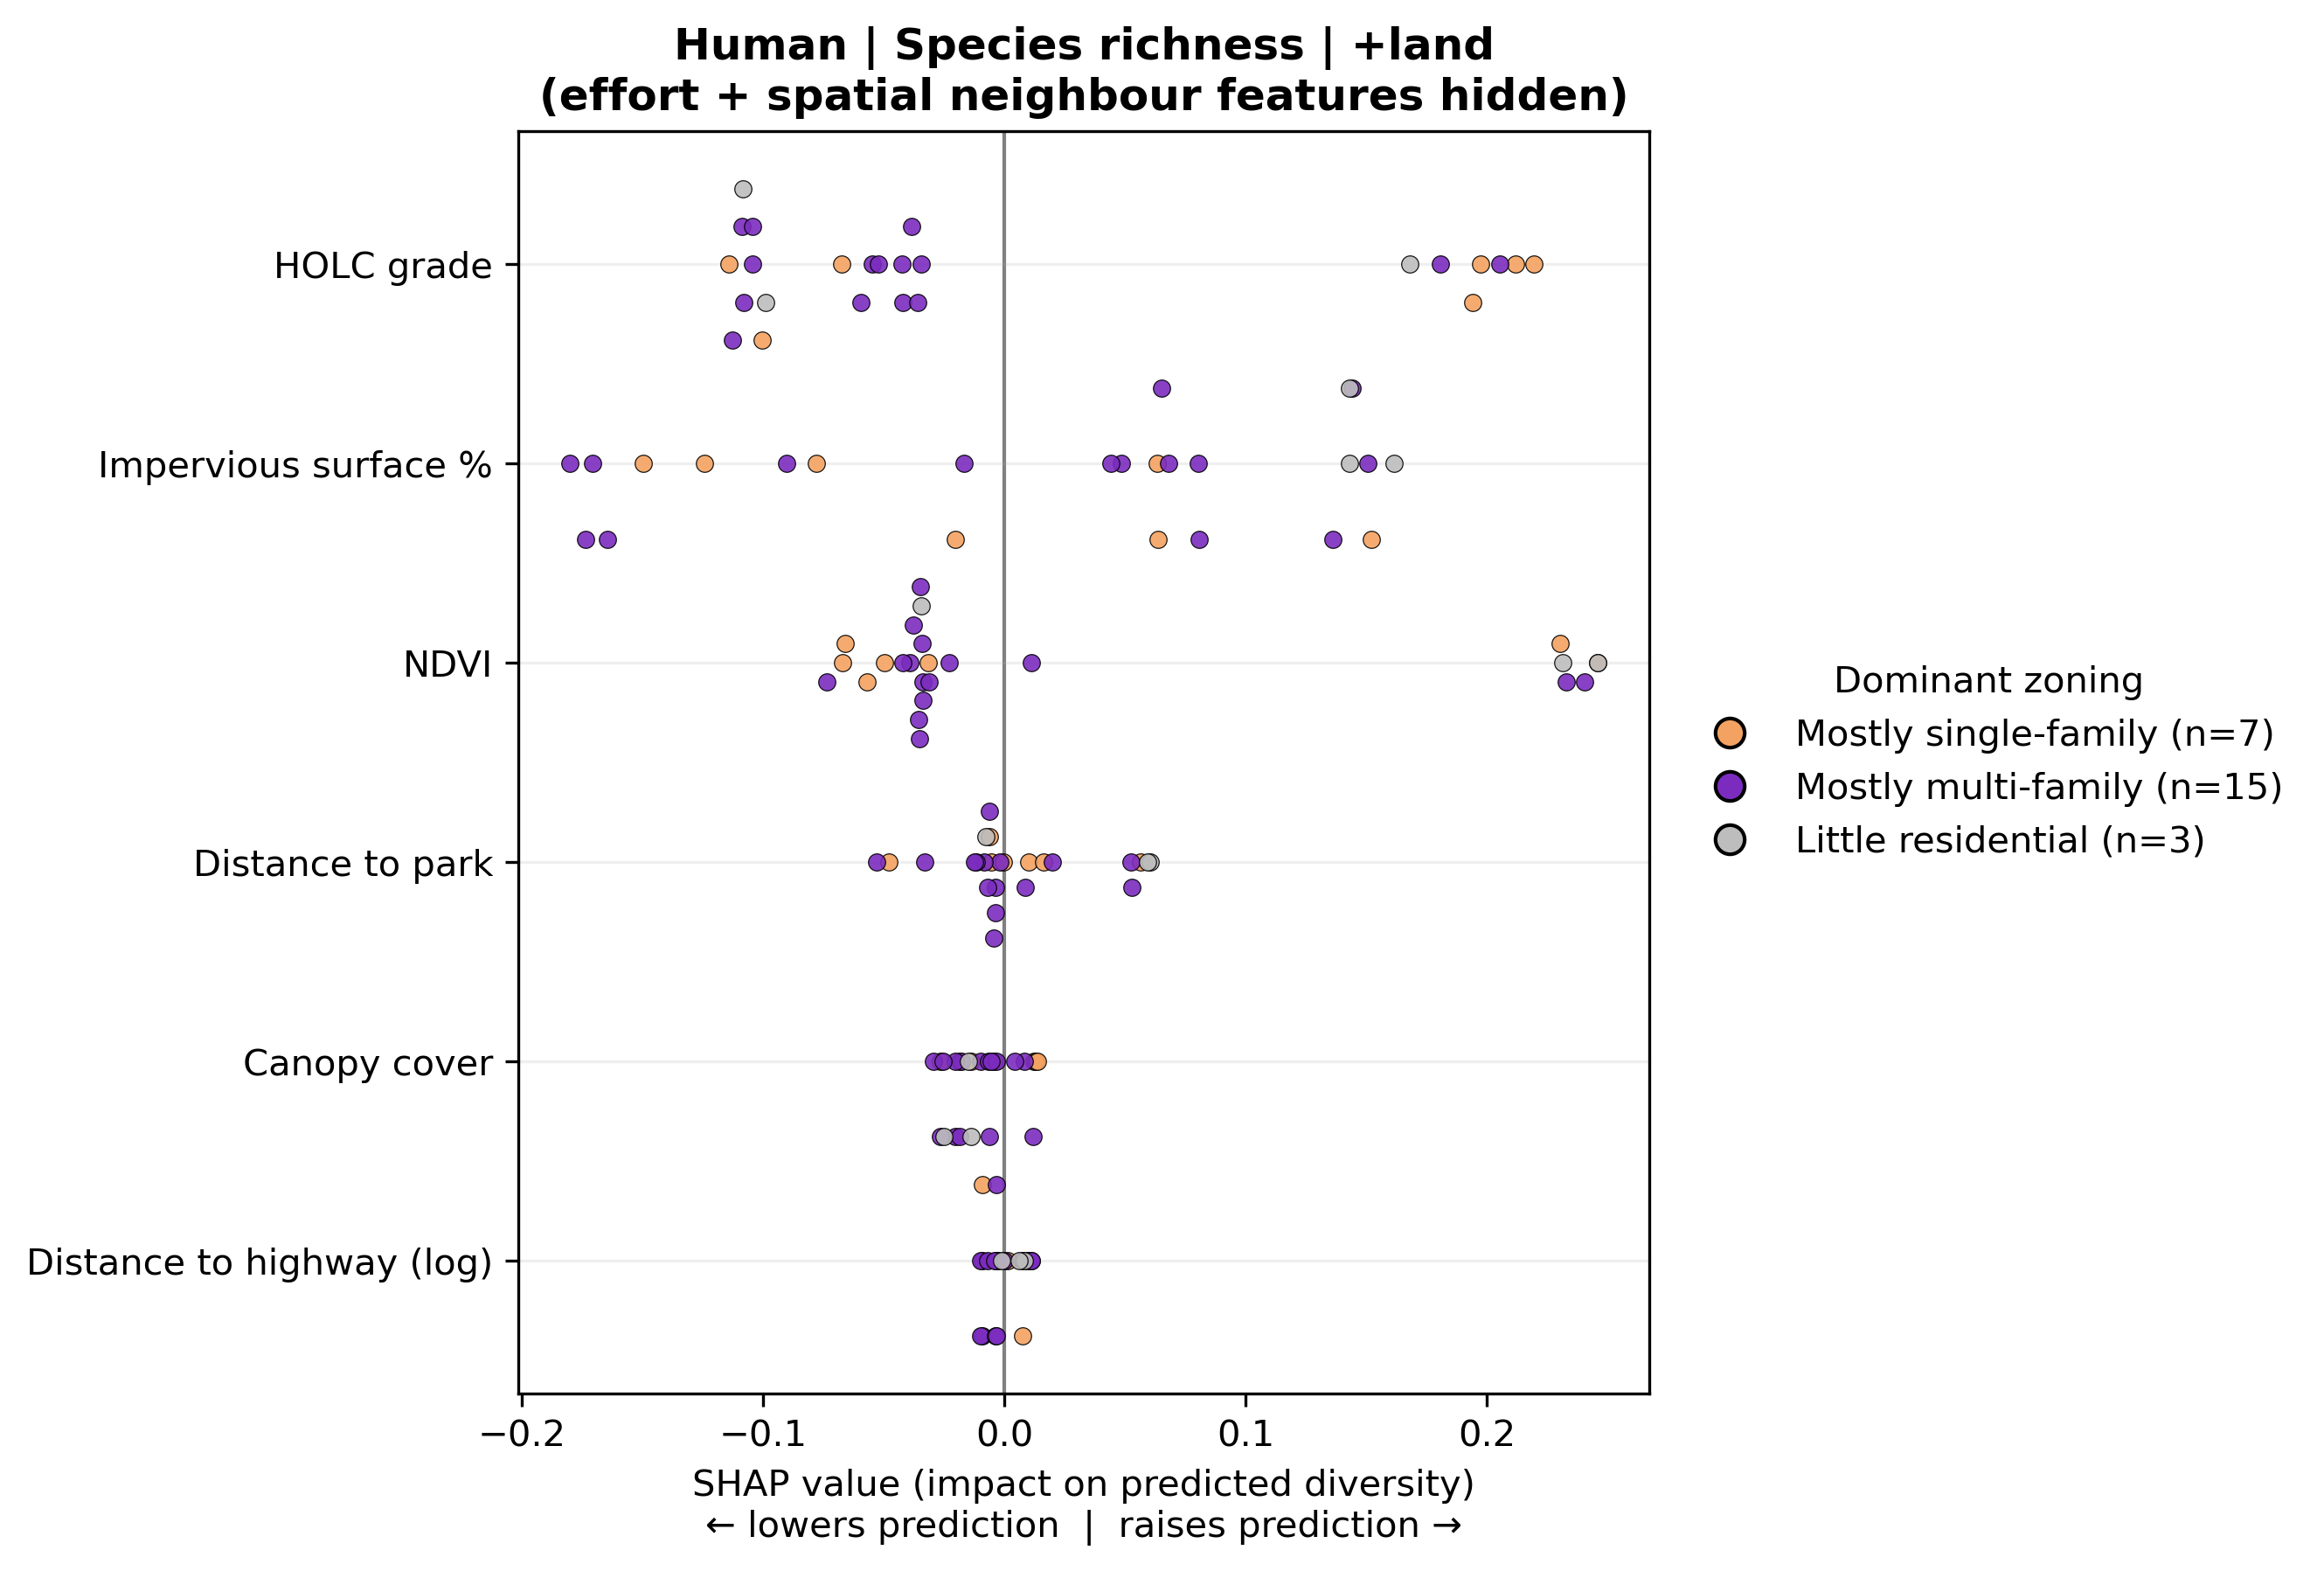 Human | Species richness | +land
(effort + spatial neighbour features hidden)
HOLC grade
Impervious surface %
NDVI
Distance to park
Canopy cover
Distance to highway (log)
−0.2 −0.1 0.0 0.1 0.2
SHAP value (impact on predicted diversity)
← lowers prediction | raises prediction →
Dominant zoning
Mostly single-family (n=7)
Mostly multi-family (n=15)
Little residential (n=3)